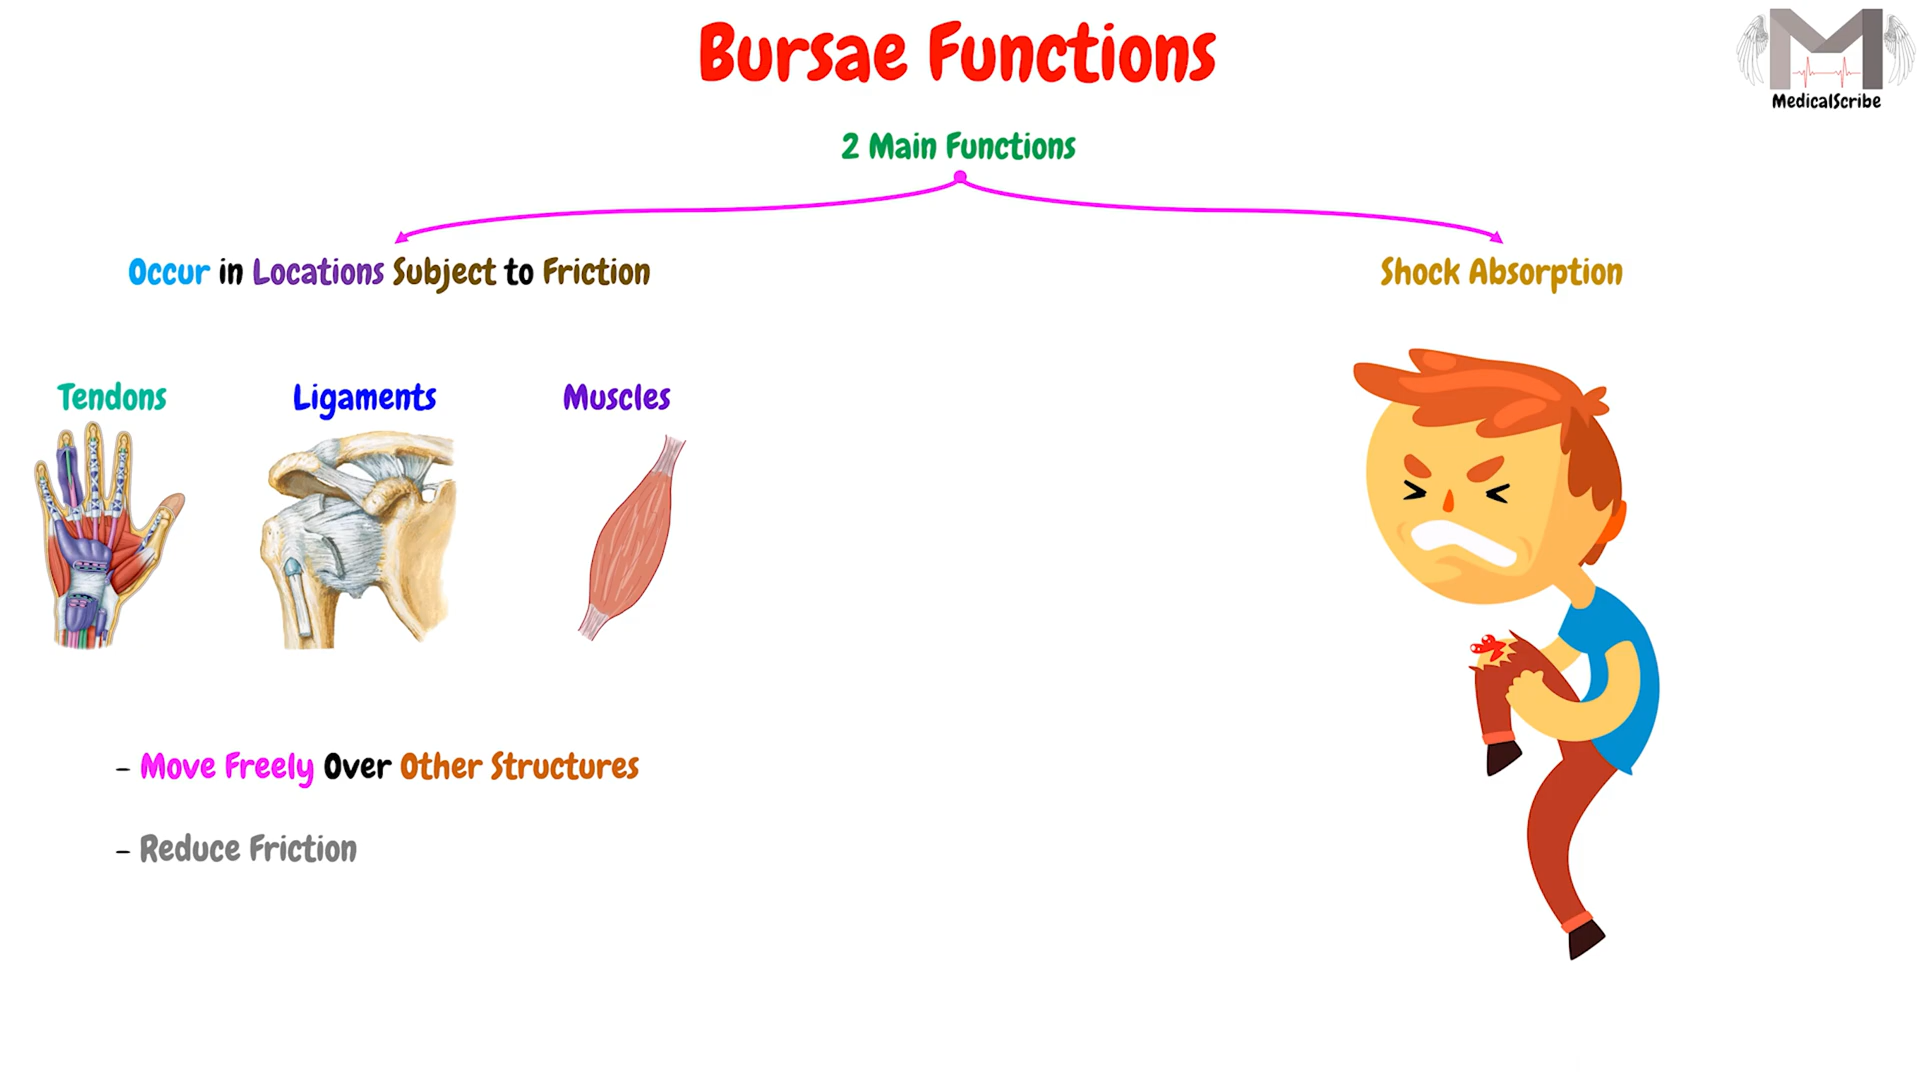 Bursae Functions
MedicalScribe
2 Main Functions
Occur in Locations Subject to Friction
Shock Absorption
Tendons
Ligaments
Muscles
- Move Freely Over Other Structures
- Reduce Friction